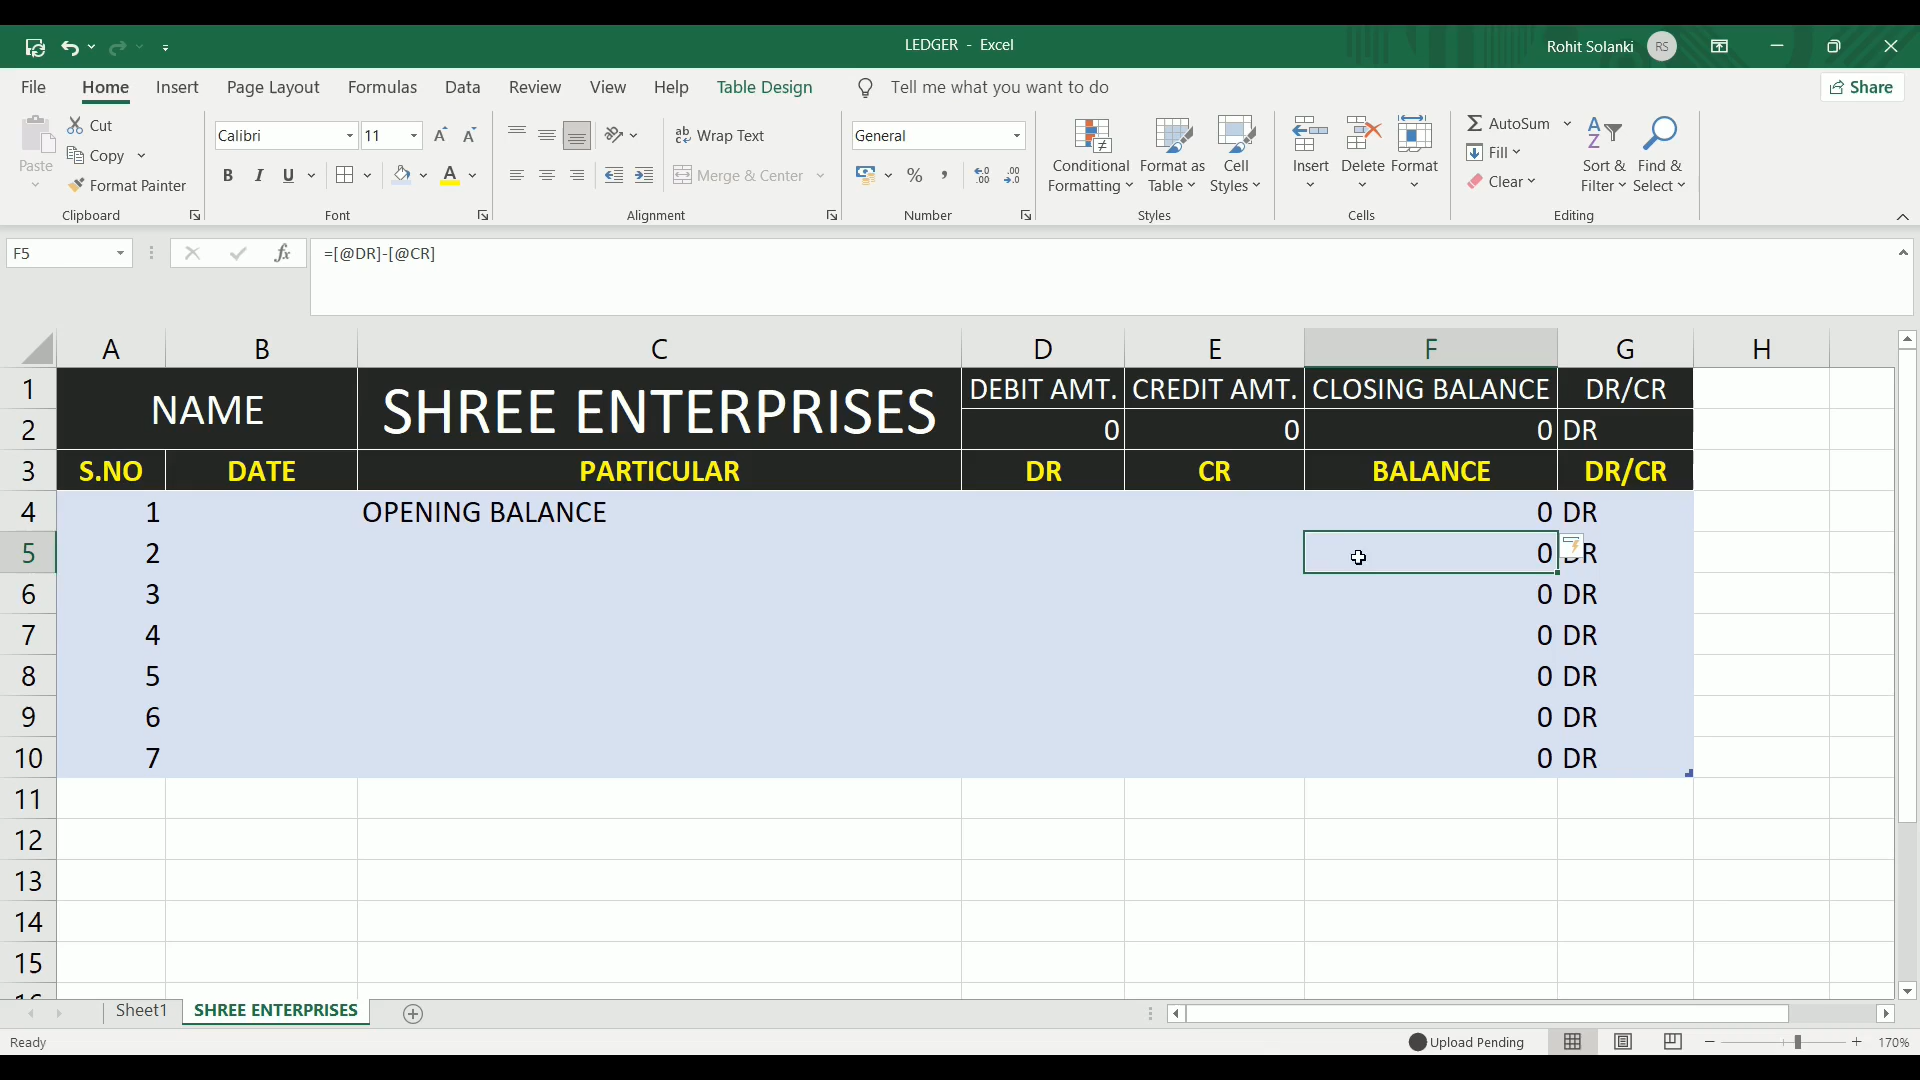 LEDGER - Excel
Rohit Solanki RS
File Home Insert Page Layout Formulas Data Review View Help Table Design Tell me what you want to do Share
Paste
Cut
Copy
Format Painter
Clipboard
Calibri 11 A A
B I U A
Font
ab Wrap Text
Merge & Center
Alignment
General
% , .0 .00
Number
Conditional Formatting
Format as Table
Cell Styles
Styles
Insert Delete Format
Cells
AutoSum
Fill
Clear
Sort & Filter
Find & Select
Editing
F5 fx =[@DR]-[@CR]
A B C D E F G H
1 NAME SHREE ENTERPRISES DEBIT AMT. CREDIT AMT. CLOSING BALANCE DR/CR
2 0 0 0 DR
3 S.NO DATE PARTICULAR DR CR BALANCE DR/CR
4 1 OPENING BALANCE 0 DR
5 2 0 DR
6 3 0 DR
7 4 0 DR
8 5 0 DR
9 6 0 DR
10 7 0 DR
11
12
13
14
15
16
Sheet1 SHREE ENTERPRISES
Ready Upload Pending 170%